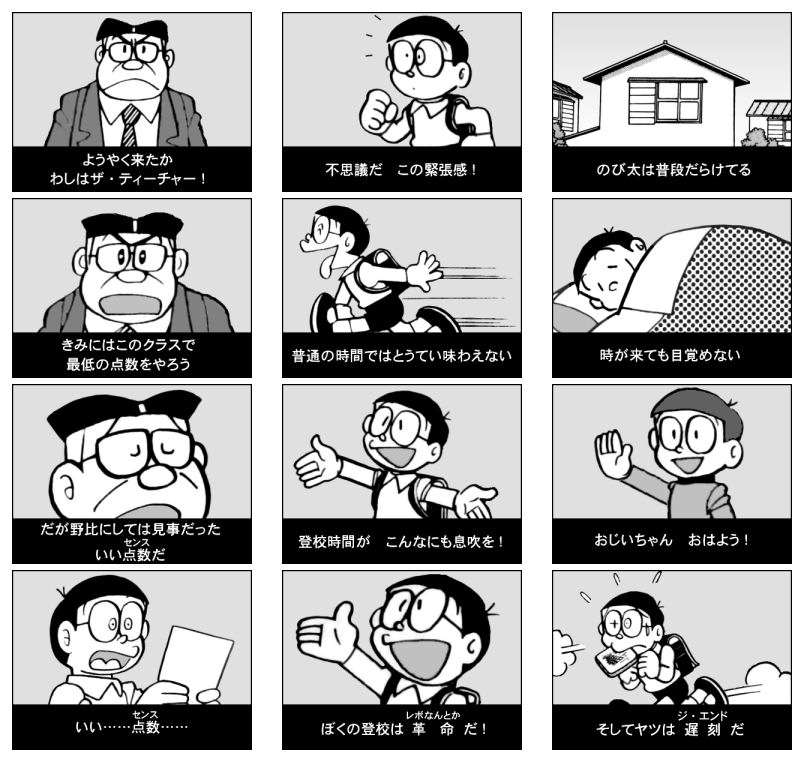 のび太は普段だらけてる
時が来ても目覚めない
おじいちゃん　おはよう！
ジ・エンド
そしてヤツは 遅 刻 だ
不思議だ　この緊張感！
普通の時間ではとうてい味わえない
登校時間が　こんなにも息吹を！
レボなんとか
ぼくの登校は 革　命 だ！
ようやく来たか
わしはザ・ティーチャー！
きみにはこのクラスで
最低の点数をやろう
だが野比にしては見事だった
センス
いい点数だ
センス
いい……点数……